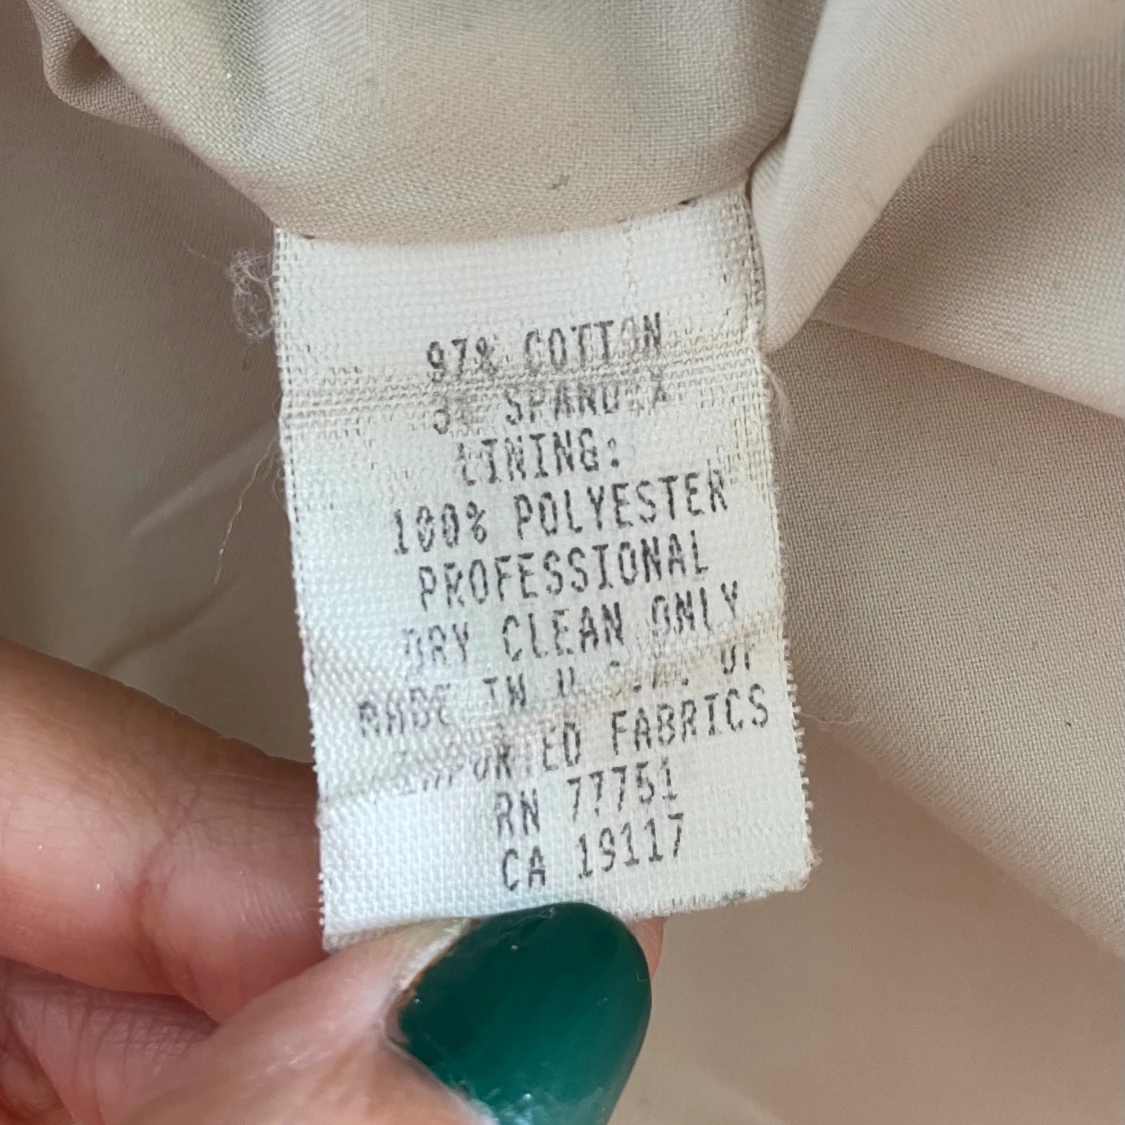 97% COTTON
3% SPANDEX
LINING:
100% POLYESTER
PROFESSIONAL
DRY CLEAN ONLY
MADE IN U.S.A. OF
IMPORTED FABRICS
RN 77751
CA 19117